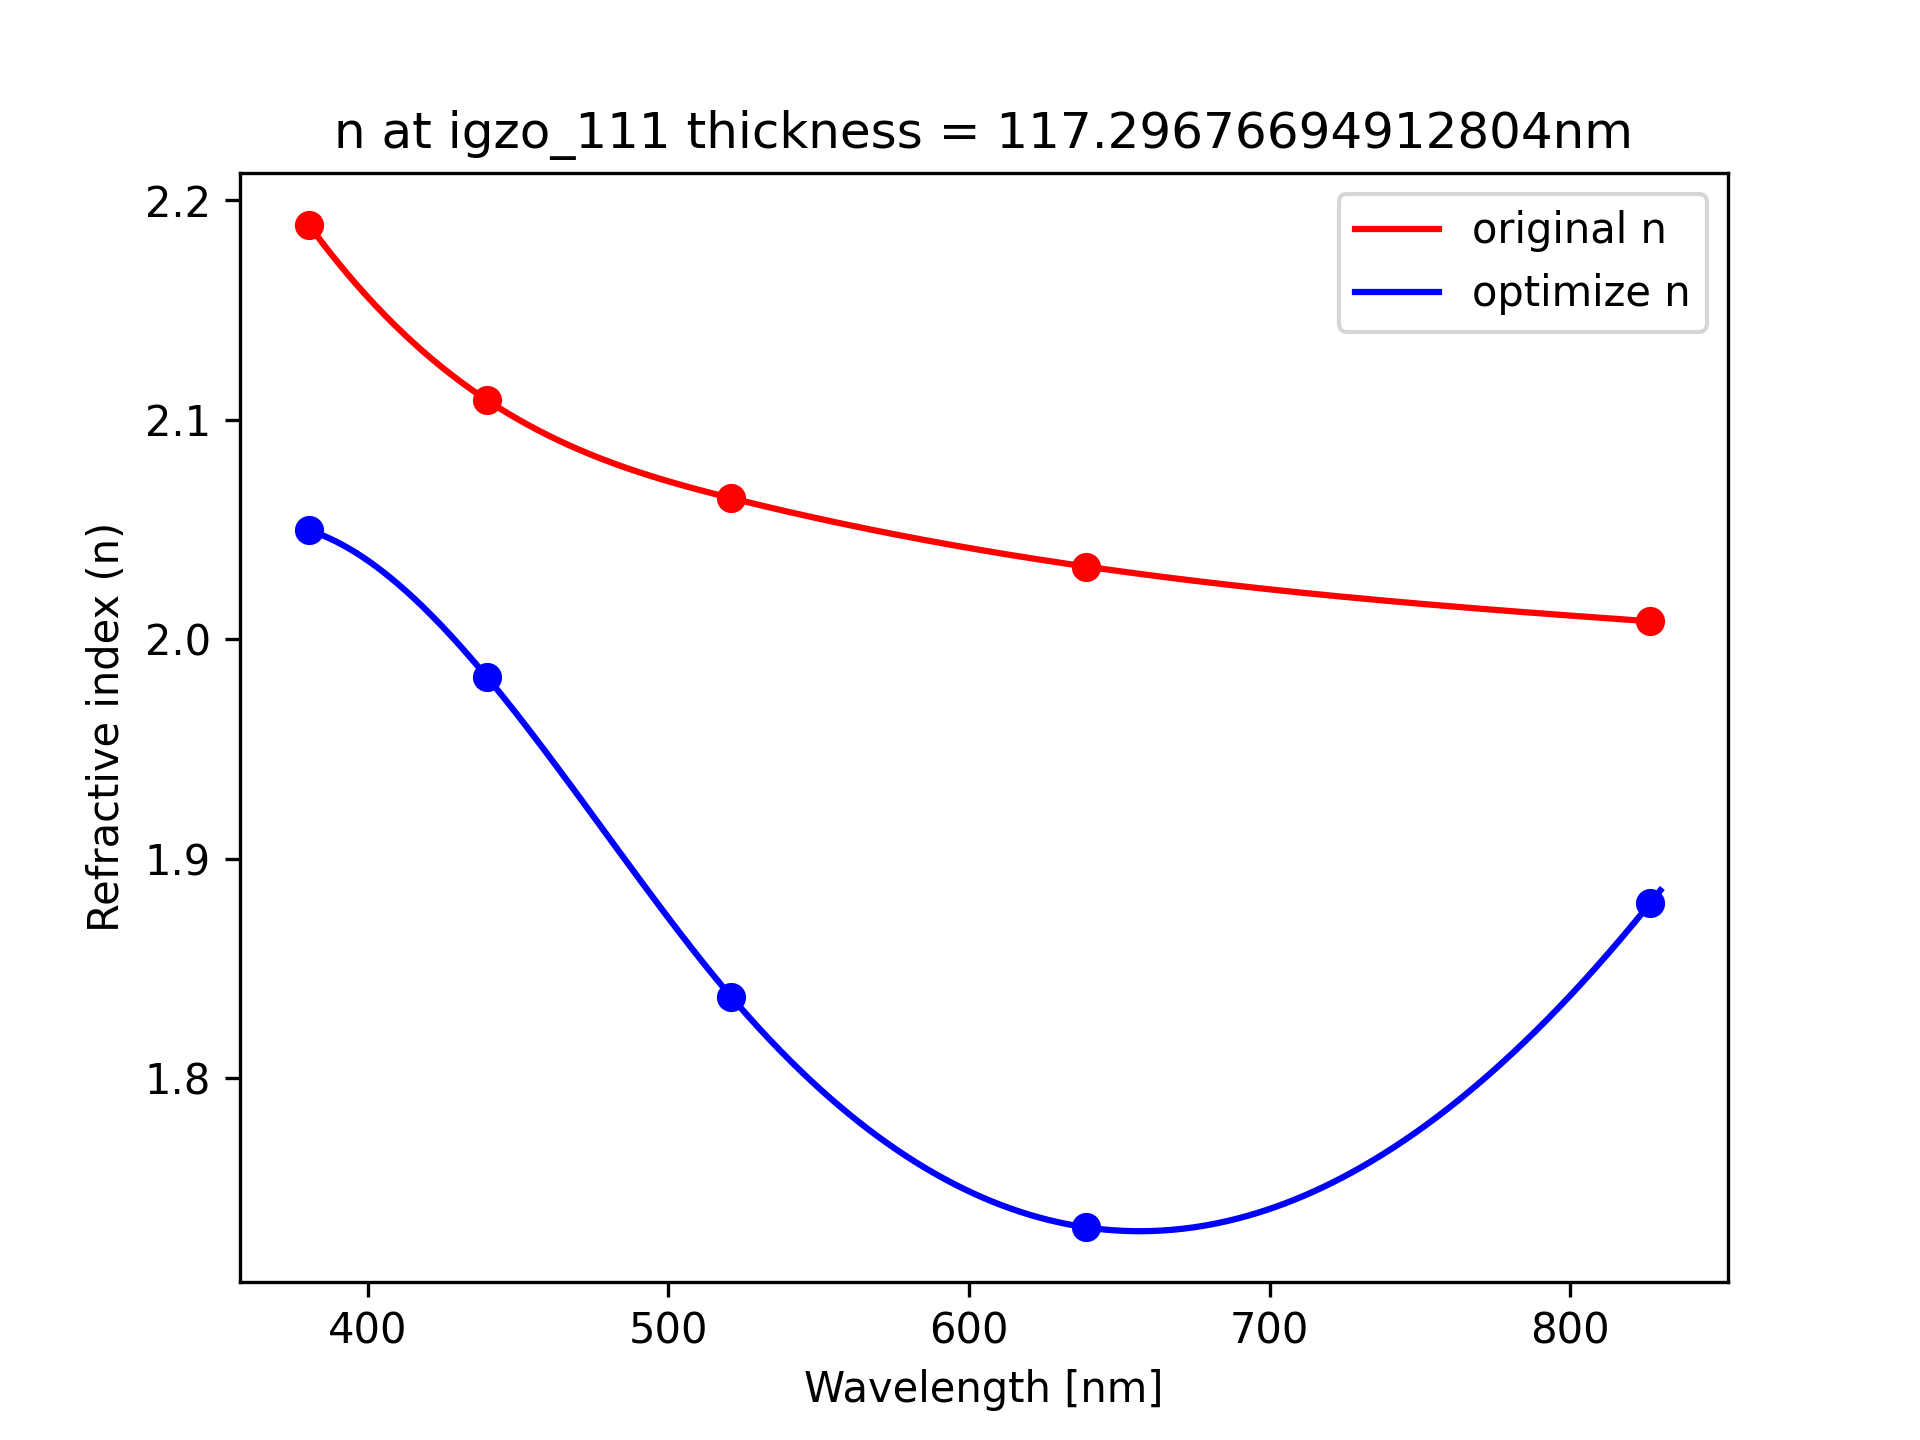 n at igzo_111 thickness = 117.29676694912804nm
original n
optimize n
Refractive index (n)
2.2
2.1
2.0
1.9
1.8
400 500 600 700 800
Wavelength [nm]